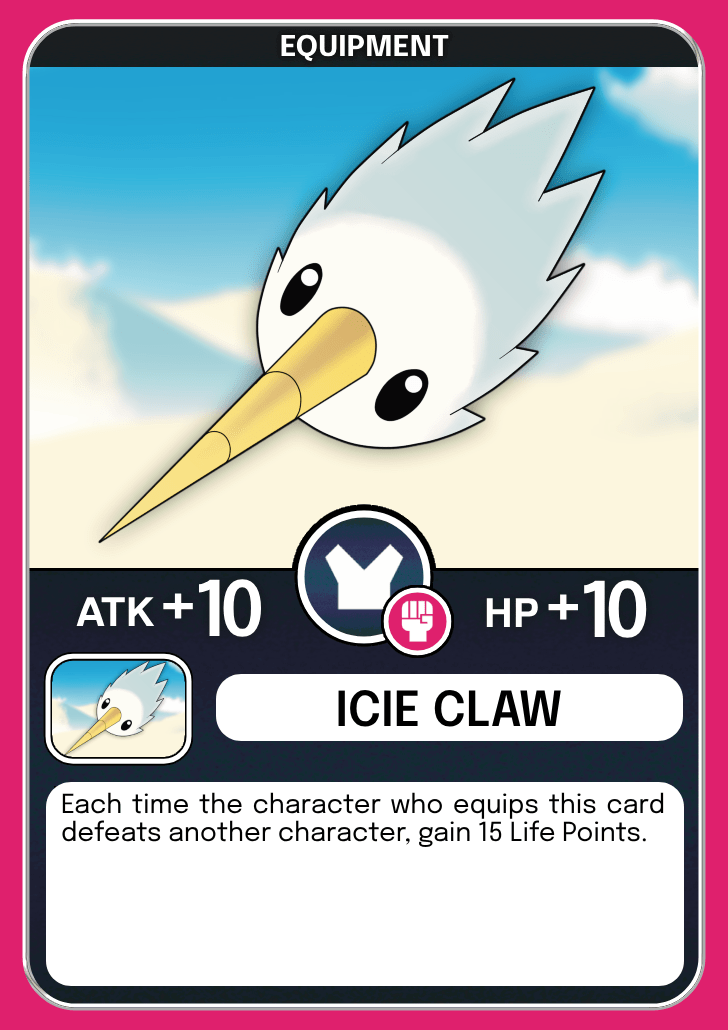 EQUIPMENT
ATK +10
HP +10
ICIE CLAW
Each time the character who equips this card
defeats another character, gain 15 Life Points.